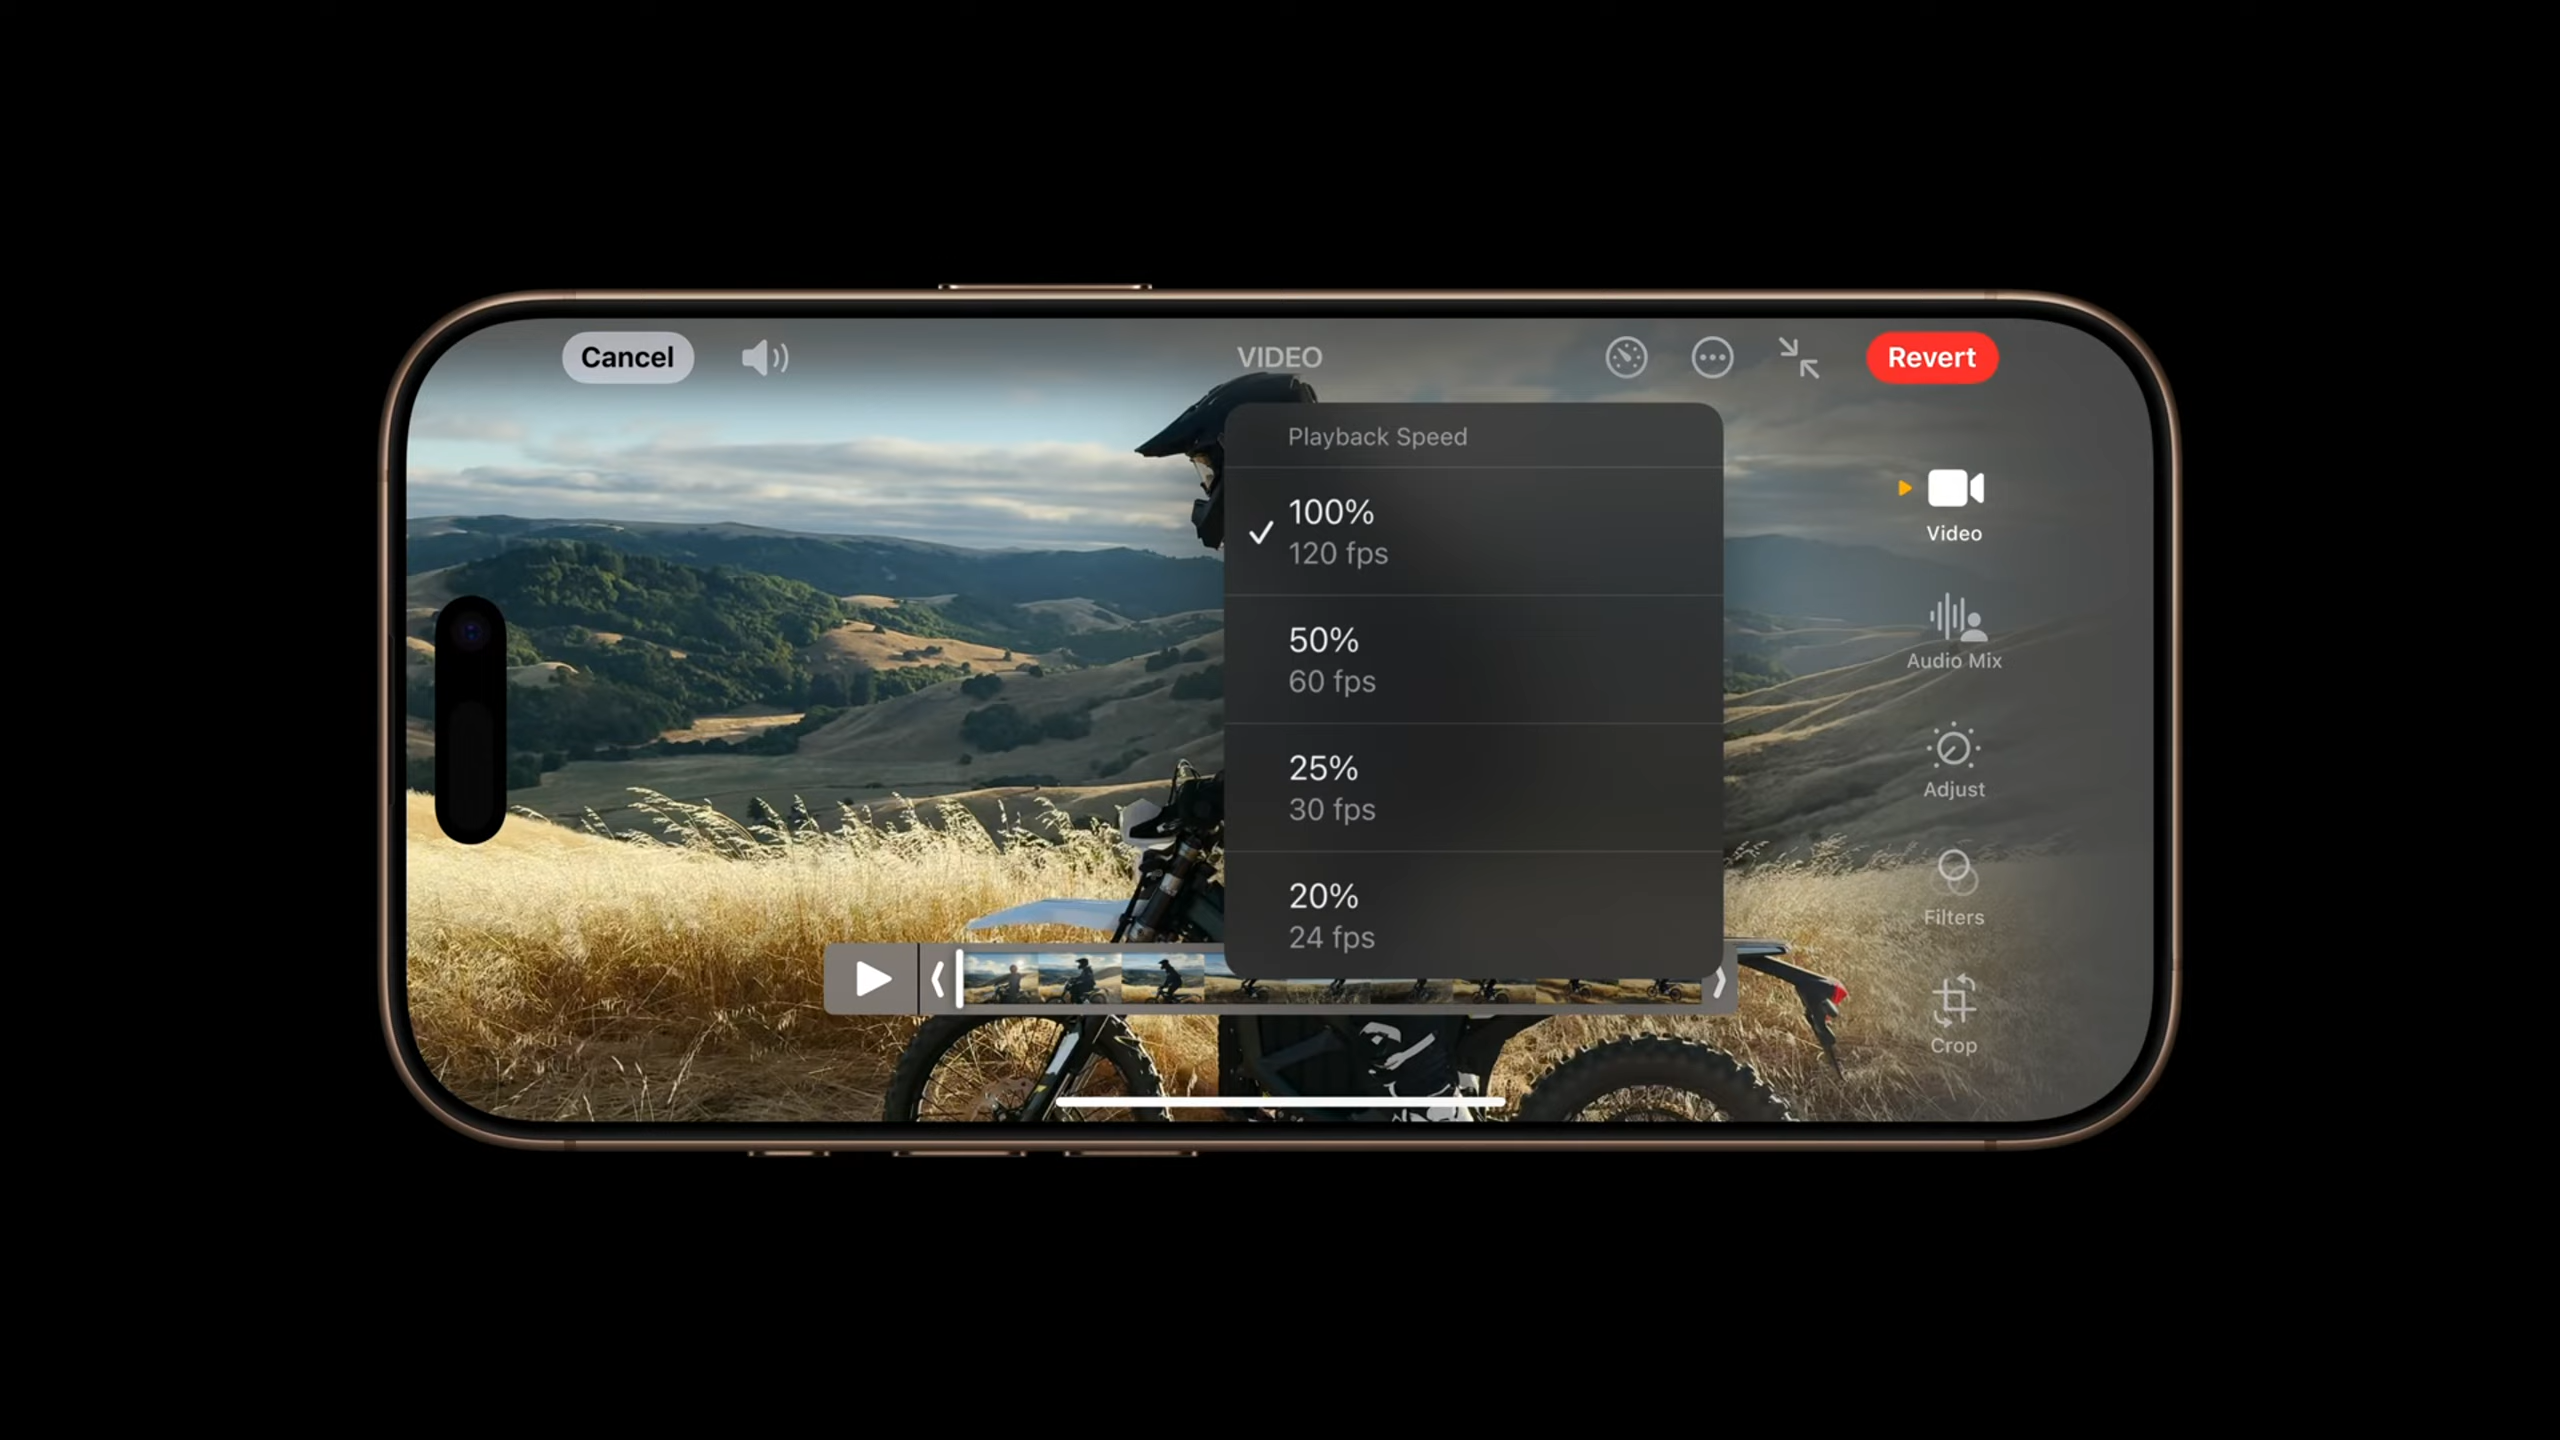 Cancel
VIDEO
Revert
Playback Speed
100%
120 fps
50%
60 fps
25%
30 fps
20%
24 fps
Video
Audio Mix
Adjust
Filters
Crop